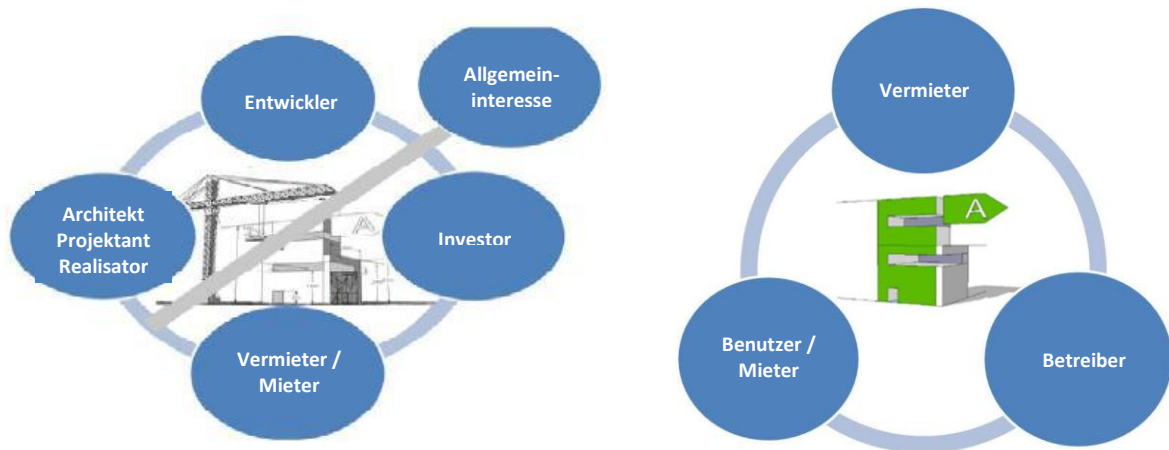 Entwickler
Allgemein-
interesse
Architekt
Projektant
Realisator
Investor
Vermieter /
Mieter
Vermieter
A
Benutzer /
Mieter
Betreiber